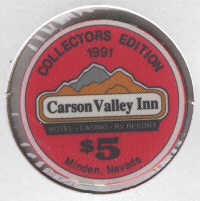 COLLECTORS EDITION
1991
Carson Valley Inn
HOTEL - CASINO - RV RESORT
$5
Minden, Nevada